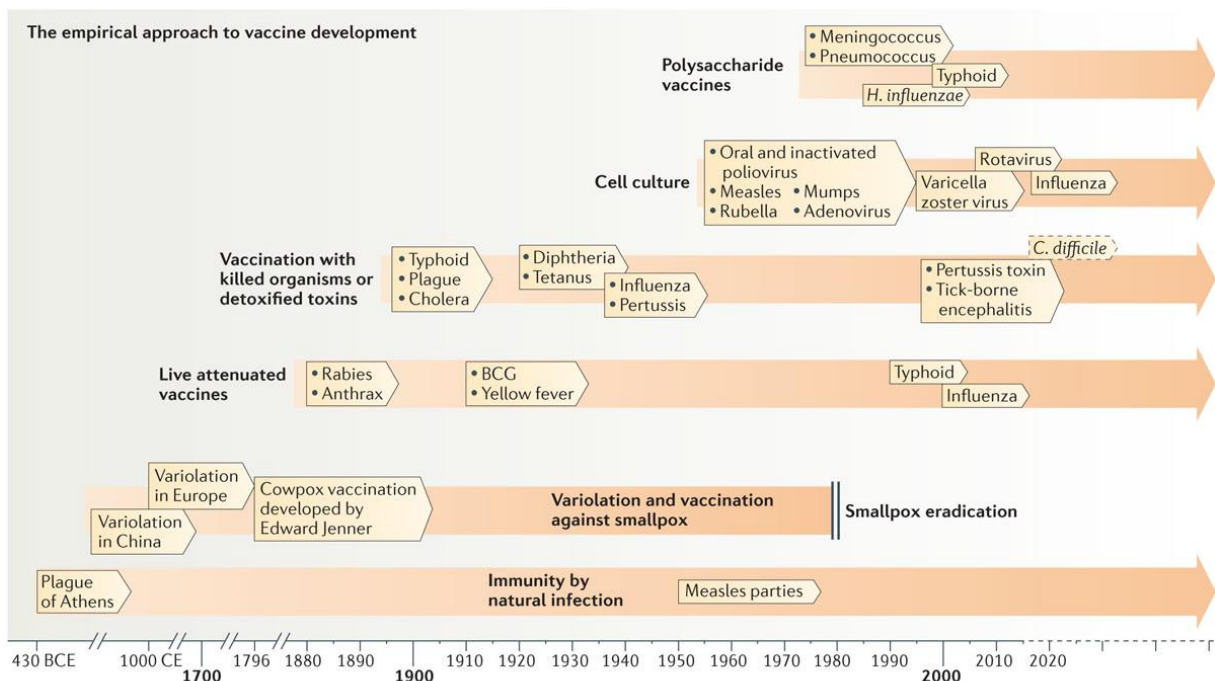 The empirical approach to vaccine development
Polysaccharide
vaccines
• Meningococcus
• Pneumococcus
Typhoid
H. influenzae
Cell culture
• Oral and inactivated
poliovirus
• Measles • Mumps
• Rubella • Adenovirus
Rotavirus
Varicella
zoster virus
Influenza
Vaccination with
killed organisms or
detoxified toxins
• Typhoid
• Plague
• Cholera
• Diphtheria
• Tetanus
• Influenza
• Pertussis
C. difficile
• Pertussis toxin
• Tick-borne
encephalitis
Live attenuated
vaccines
• Rabies
• Anthrax
• BCG
• Yellow fever
Typhoid
Influenza
Variolation
in Europe
Variolation
in China
Cowpox vaccination
developed by
Edward Jenner
Variolation and vaccination
against smallpox
Smallpox eradication
Plague
of Athens
Immunity by
natural infection
Measles parties
430 BCE 1000 CE 1796 1880 1890 1910 1920 1930 1940 1950 1960 1970 1980 1990 2010 2020
1700 1900 2000